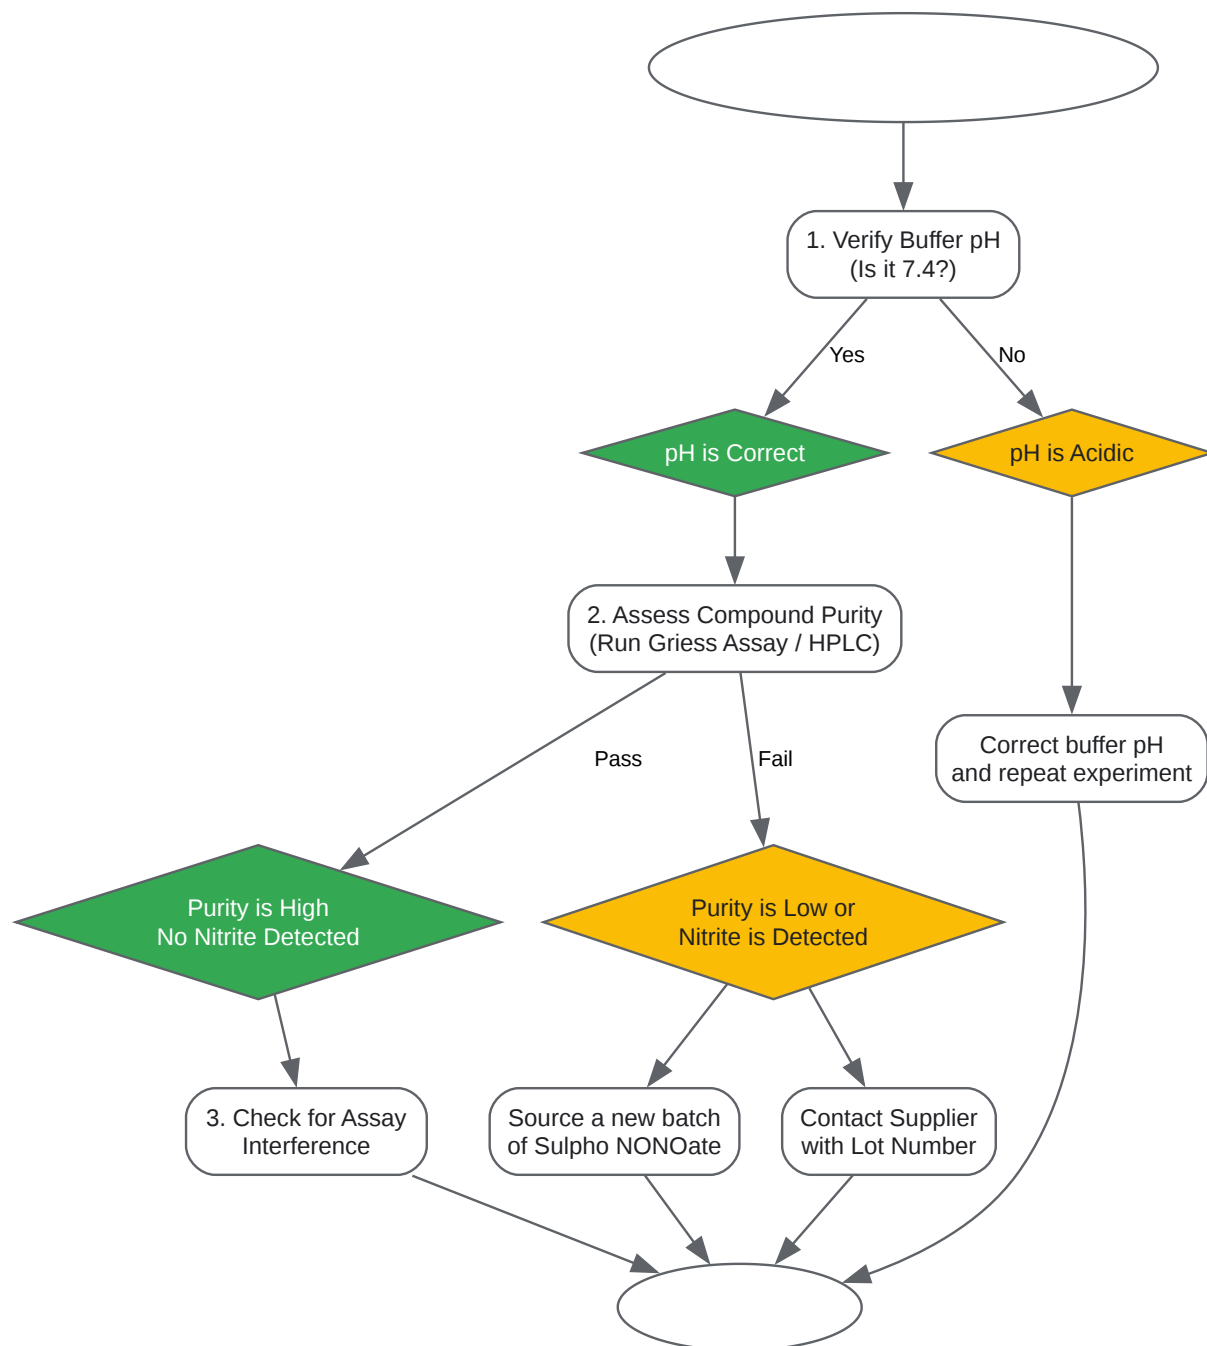 1. Verify Buffer pH
(Is it 7.4?)
Yes
No
pH is Correct
pH is Acidic
2. Assess Compound Purity
(Run Griess Assay / HPLC)
Pass
Fail
Correct buffer pH
and repeat experiment
Purity is High
No Nitrite Detected
Purity is Low or
Nitrite is Detected
3. Check for Assay
Interference
Source a new batch
of Sulpho NONOate
Contact Supplier
with Lot Number